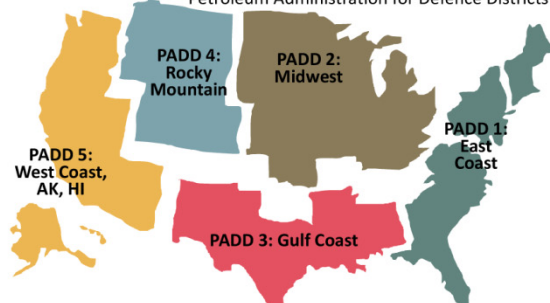 Petroleum Administration for Defence Districts
PADD 4:
Rocky
Mountain
PADD 2:
Midwest
PADD 1:
East
Coast
PADD 5:
West Coast,
AK, HI
PADD 3: Gulf Coast